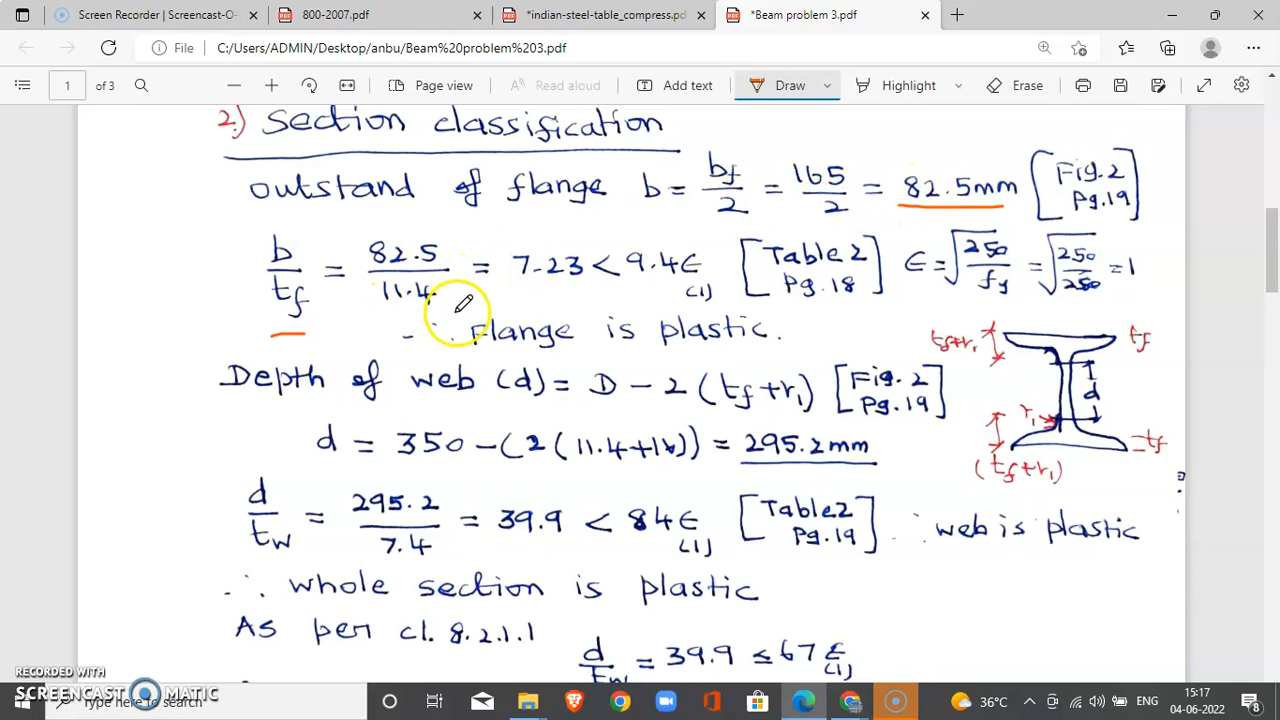 Screen Recorder | Screencast-O-
800-2007.pdf
*indian-steel-table_compress.pdf
*Beam problem 3.pdf
File C:/Users/ADMIN/Desktop/anbu/Beam%20problem%203.pdf
1 of 3 Page view Read aloud Add text Draw Highlight Erase
2.) Section classification
outstand of flange b = bf/2 = 165/2 = 82.5mm [Fig.2 Pg.19]
b/tf = 82.5/11.4 = 7.23 < 9.4ϵ (1) [Table 2 Pg.18] ϵ = √250/fy = √250/250 = 1
∴ Flange is plastic.
Depth of web (d) = D - 2 (tf+r1) [Fig.2 Pg.19]
tf+r1 tf
d
r1
tf
(tf+r1)
d = 350 - (2(11.4+16)) = 295.2mm
d/tw = 295.2/7.4 = 39.9 < 84ϵ (1) [Table2 Pg.19] ∴ web is plastic
∴ whole section is plastic
As per cl. 8.2.1.1
d/tw = 39.9 ≤ 67ϵ (1)
RECORDED WITH
SCREENCAST MATIC
Type here to search
36°C ENG 15:17
04-06-2022